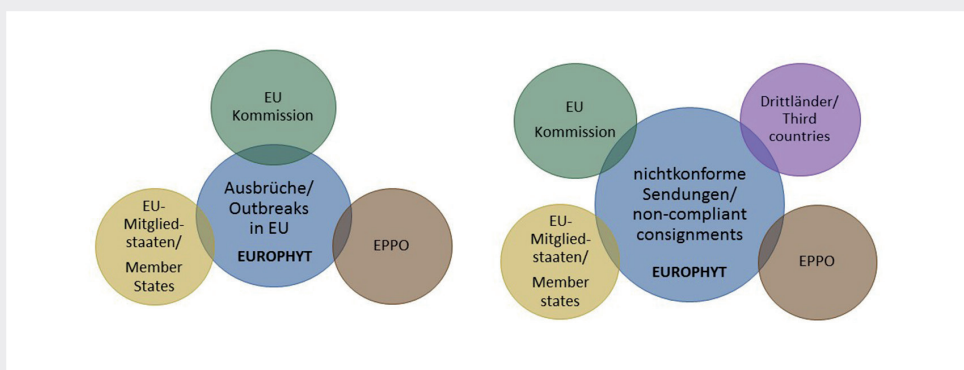 EU
Kommission
Ausbrüche/
Outbreaks
in EU
EUROPHYT
EU-
Mitglied-
staaten/
Member
States
EPPO
EU
Kommission
Drittländer/
Third
countries
nichtkonforme
Sendungen/
non-compliant
consignments
EUROPHYT
EU-
Mitglied-
staaten/
Member
states
EPPO